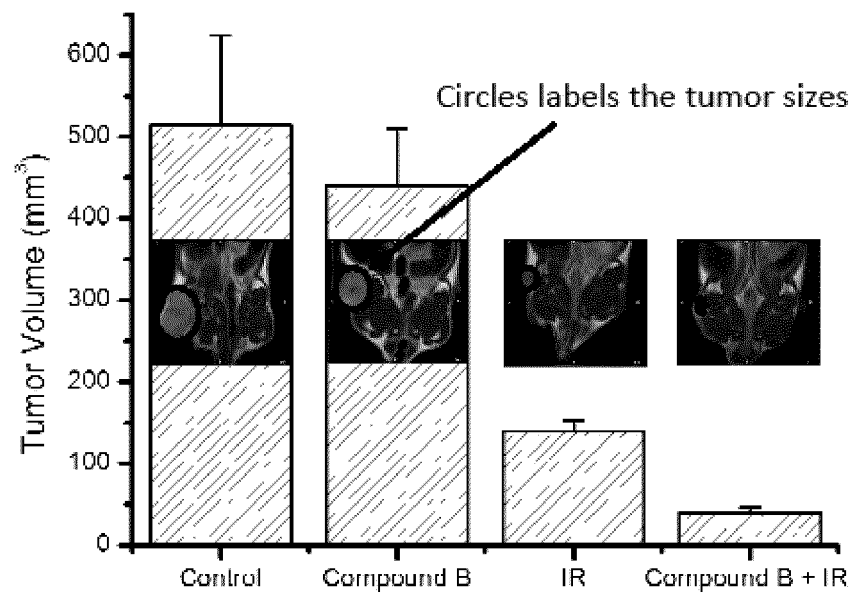 600
500
400
300
200
100
0
Tumor Volume (mm³)
Circles labels the tumor sizes
Control
Compound B
IR
Compound B + IR